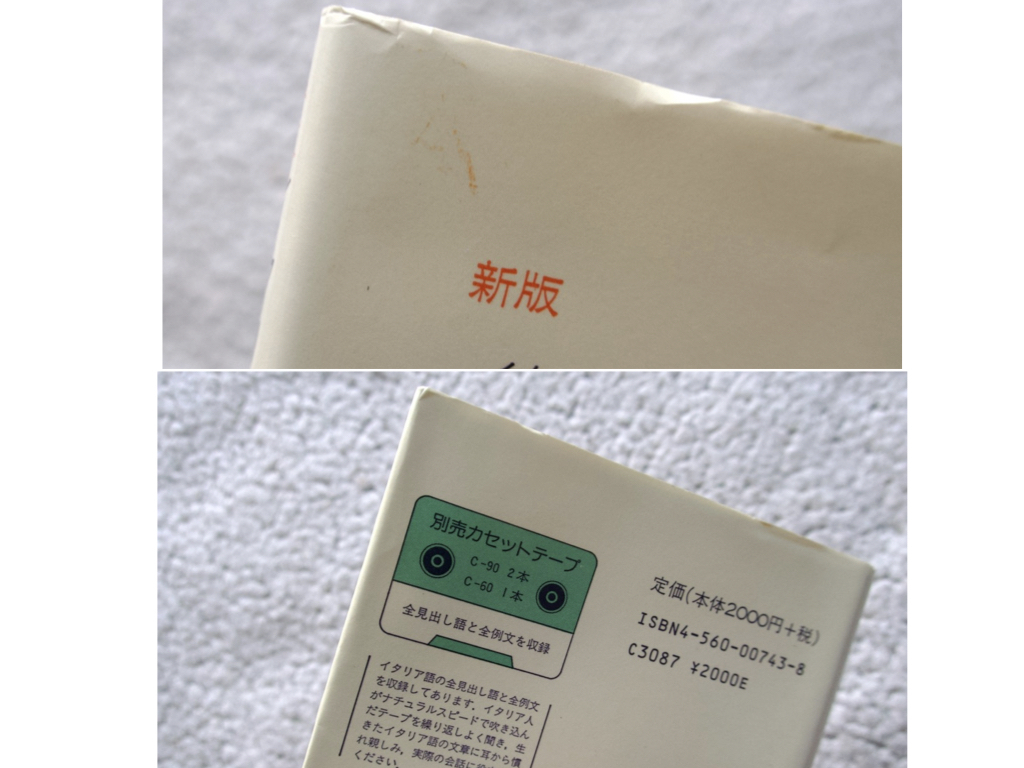 新版
別売カセットテープ
C-90 2本
C-60 1本
全見出し語と全例文を収録
定価(本体2000円+税)
ISBN4-560-00743-8
C3087 ¥2000E
イタリア語の全見出し語と全例文
を収録してあります。イタリア人
がナチュラルスピードで吹き込ん
だテープを繰り返しよく聞き、生
きたイタリア語の文章に耳から慣
れ親しみ、実際の会話に
ください。